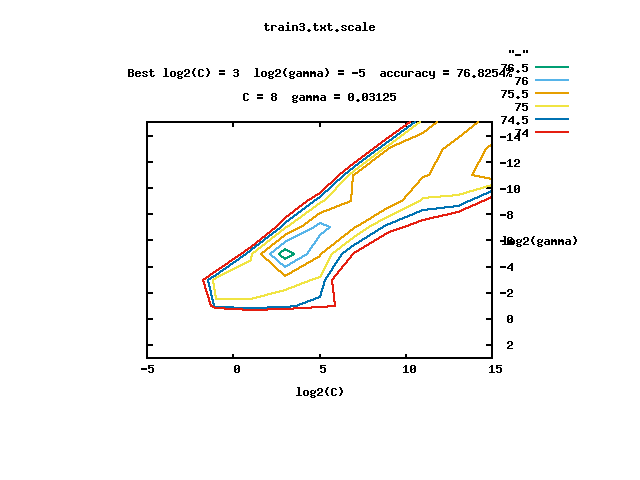 train3.txt.scale
"-"
Best log2(C) = 3  log2(gamma) = -5  accuracy = 76.8254%
76.5
76
75.5
75
74.5
74
C = 8  gamma = 0.03125
-14
-12
-10
-8
-6
log2(gamma)
-4
-2
0
2
-5 0 5 10 15
log2(C)